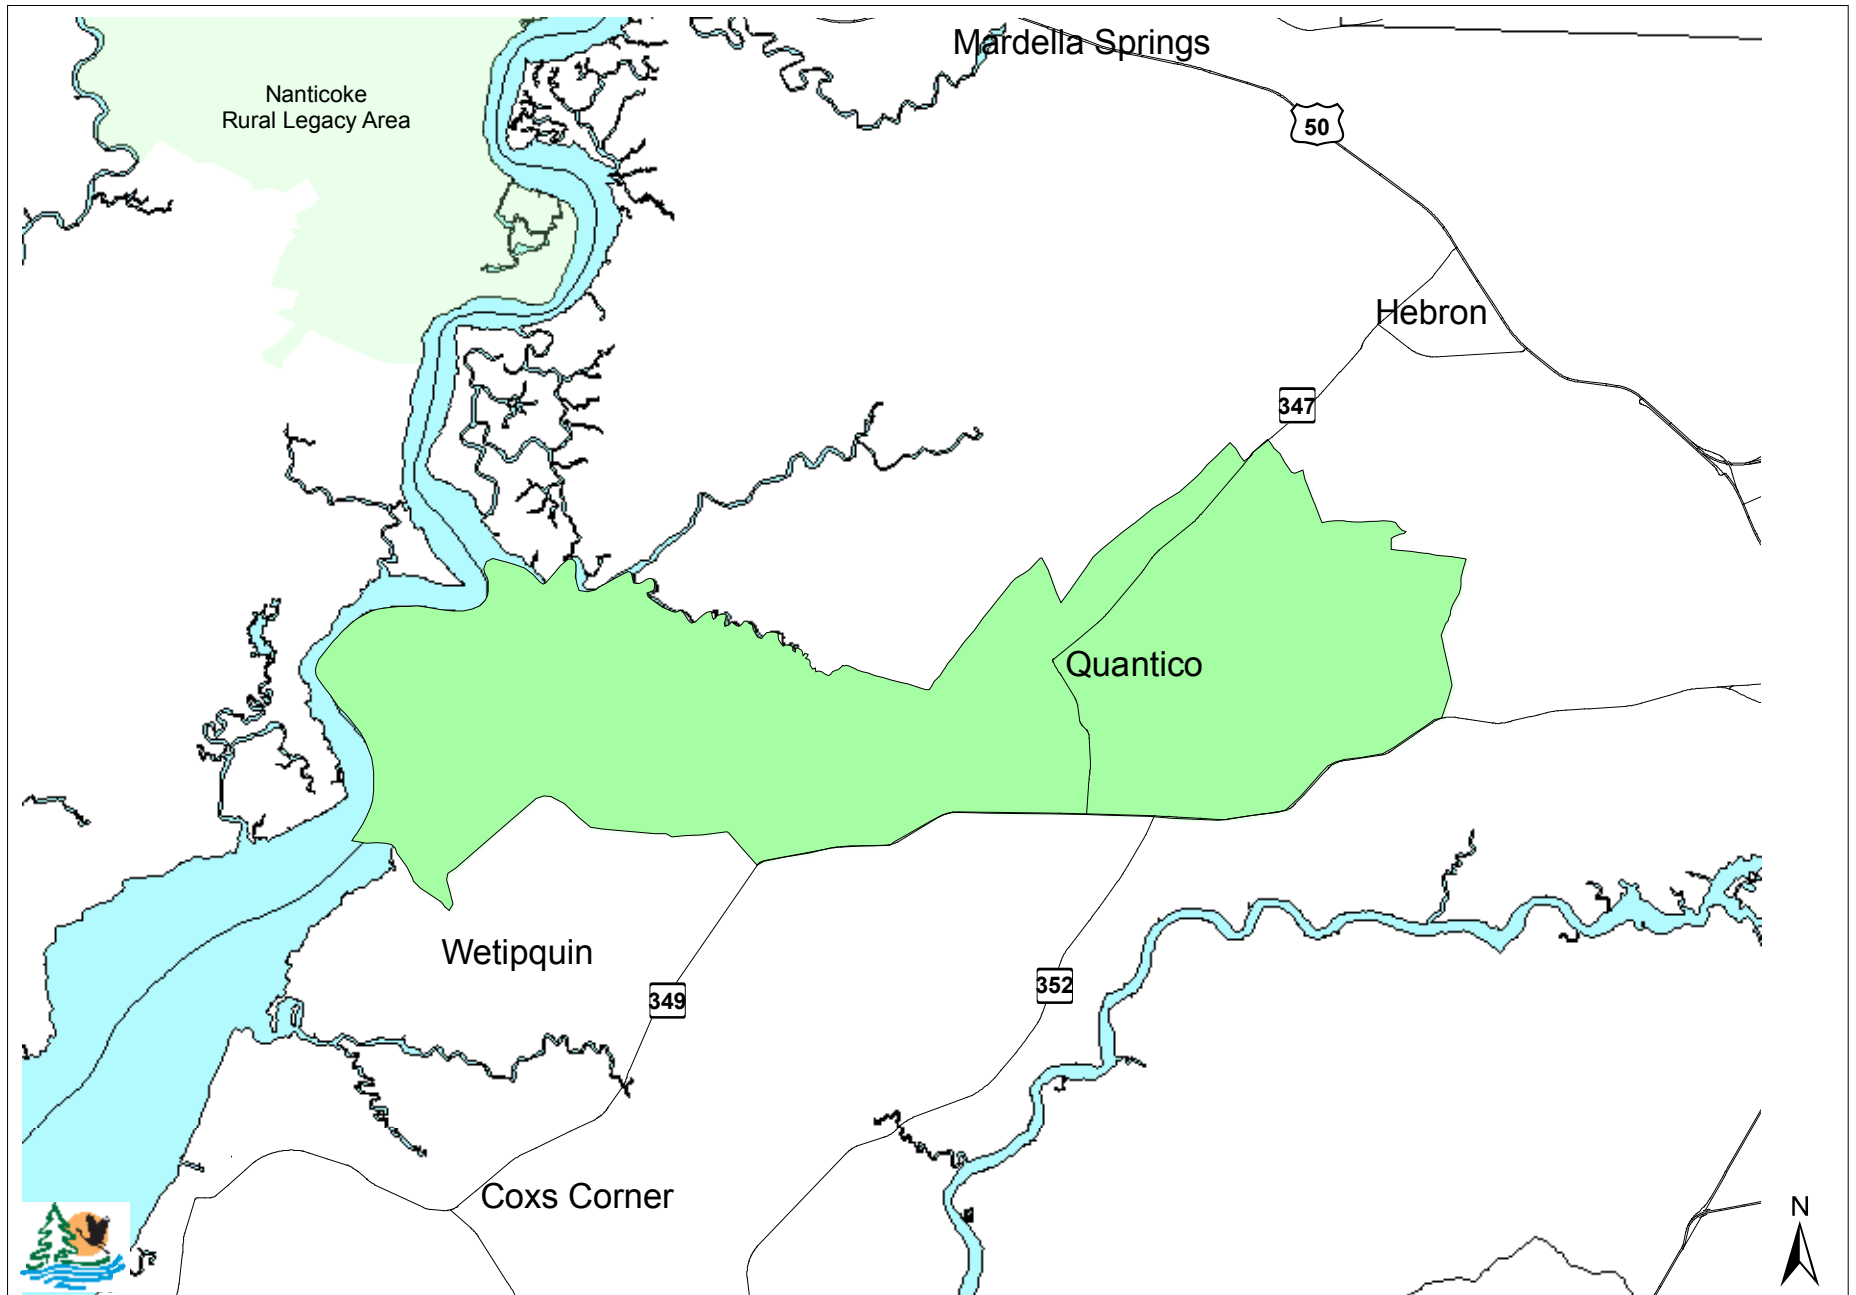 Mardella Springs
Nanticoke
Rural Legacy Area
50
Hebron
347
Quantico
Wetipquin
352
349
Coxs Corner
N